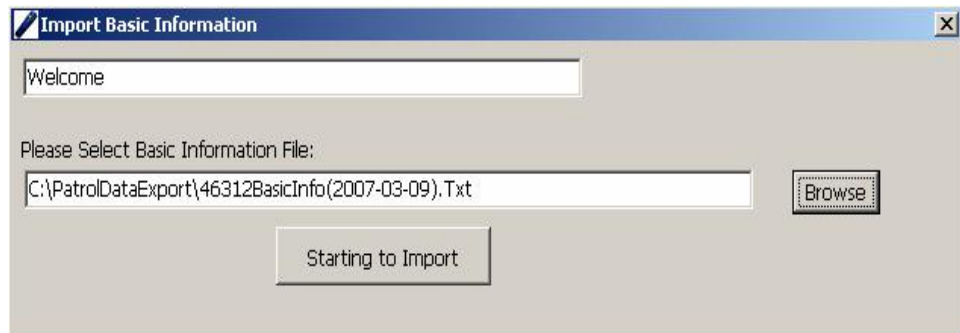 Import Basic Information
Welcome
Please Select Basic Information File:
C:\PatrolDataExport\46312BasicInfo(2007-03-09).Txt
Browse
Starting to Import